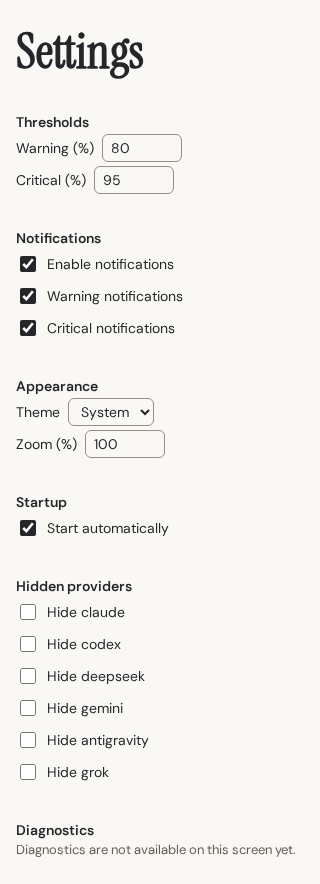 Settings
Thresholds
Warning (%) 80
Critical (%) 95
Notifications
Enable notifications
Warning notifications
Critical notifications
Appearance
Theme System
Zoom (%) 100
Startup
Start automatically
Hidden providers
Hide claude
Hide codex
Hide deepseek
Hide gemini
Hide antigravity
Hide grok
Diagnostics
Diagnostics are not available on this screen yet.